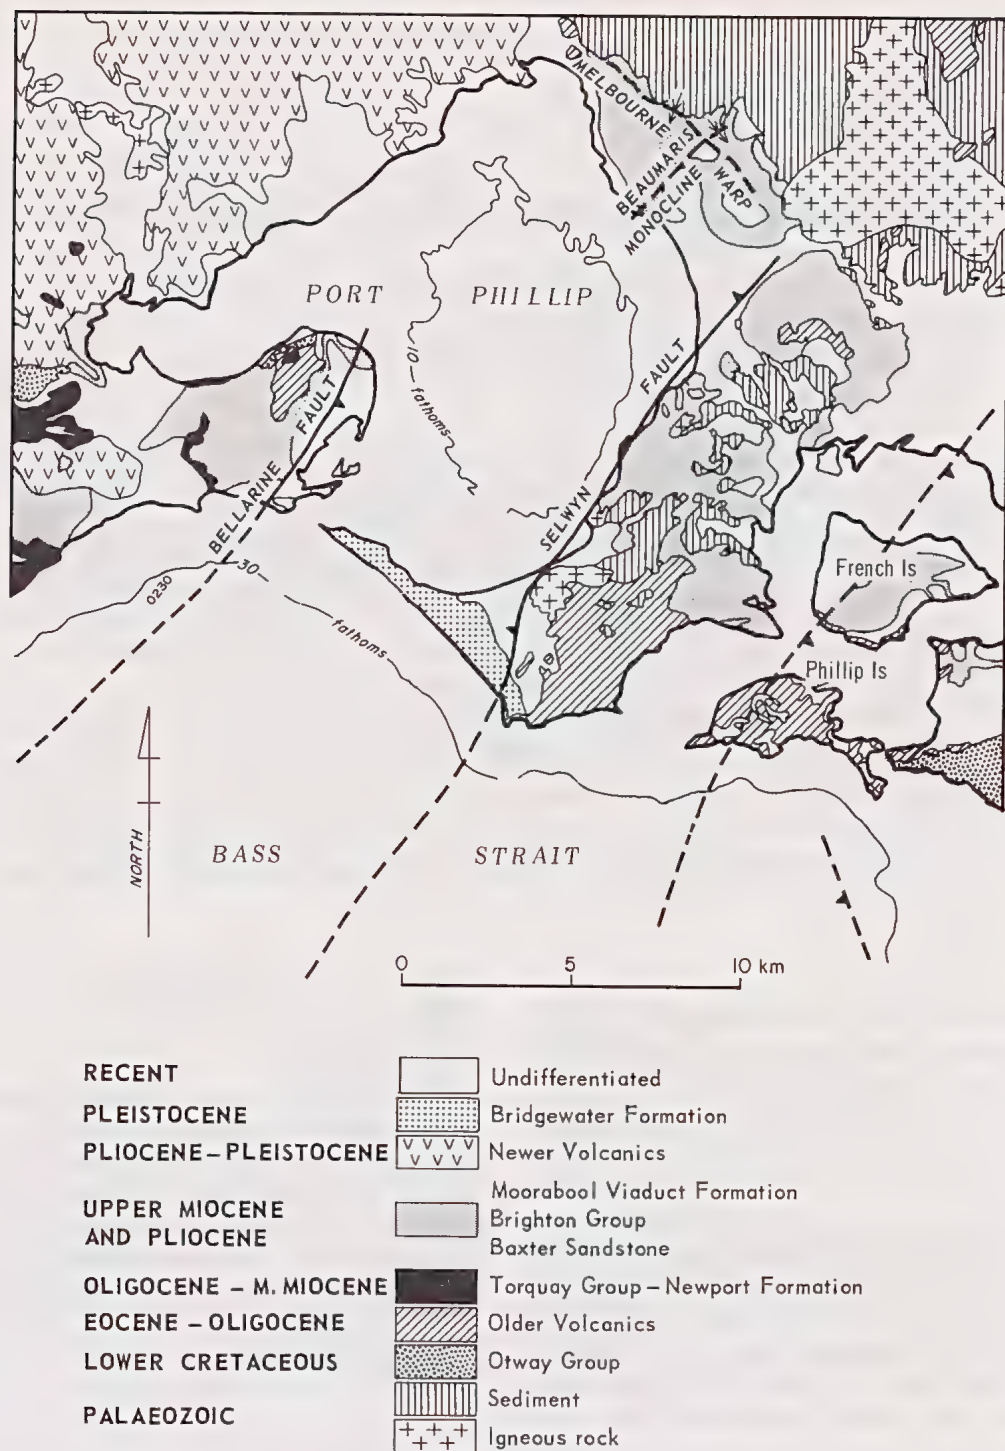 MELBOURNE
WARP
BEAUMARIS
MONOCLINE
PORT PHILLIP
10
fathoms
SELWYN FAULT
BELLARINE FAULT
30
fathoms
0230
French Is
Phillip Is
NORTH
BASS STRAIT
0 5 10 km
RECENT Undifferentiated
PLEISTOCENE Bridgewater Formation
PLIOCENE – PLEISTOCENE Newer Volcanics
UPPER MIOCENE
AND PLIOCENE
Moorabool Viaduct Formation
Brighton Group
Baxter Sandstone
OLIGOCENE – M. MIOCENE Torquay Group – Newport Formation
EOCENE – OLIGOCENE Older Volcanics
LOWER CRETACEOUS Otway Group
PALAEOZOIC
Sediment
Igneous rock